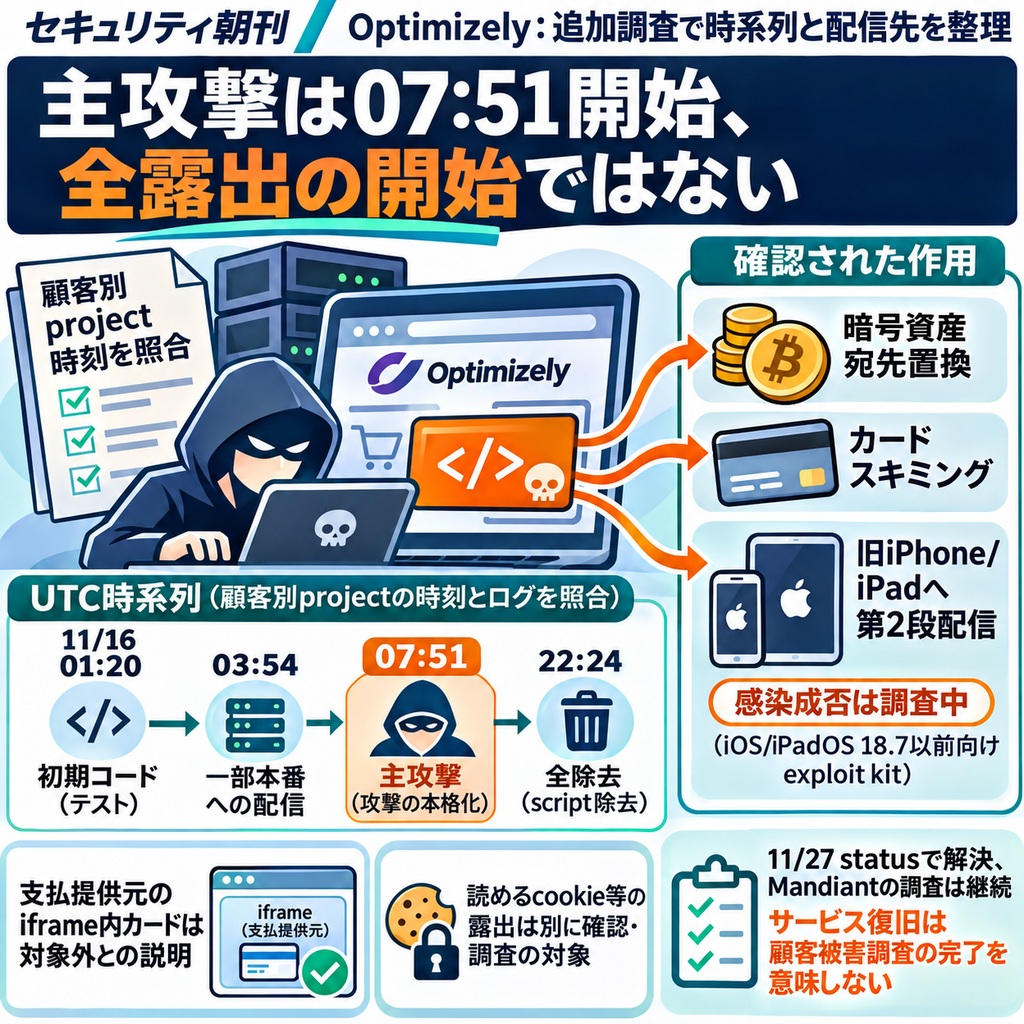 セキュリティ朝刊
Optimizely：追加調査で時系列と配信先を整理
主攻撃は07:51開始、
全露出の開始ではない
顧客別
project
時刻を照合
Optimizely
</>
確認された作用
暗号資産
宛先置換
カード
スキミング
旧iPhone/
iPadへ
第2段配信
感染成否は調査中
（iOS/iPadOS 18.7以前向け
exploit kit）
UTC時系列（顧客別projectの時刻とログを照合）
11/16
01:20
</>
初期コード
（テスト）
03:54
一部本番
への配信
07:51
主攻撃
（攻撃の本格化）
22:24
全除去
（script除去）
支払提供元の
iframe内カードは
対象外との説明
iframe
（支払提供元）
読めるcookie等の
露出は別に確認・
調査の対象
11/27 statusで解決、
Mandiantの調査は継続
サービス復旧は
顧客被害調査の完了を
意味しない